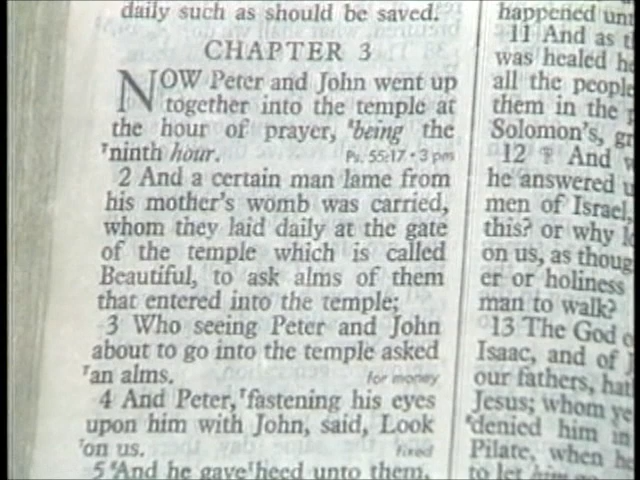 daily such as should be saved.
CHAPTER 3
NOW Peter and John went up
together into the temple at
the hour of prayer, being the
ninth hour. Ps. 55:17 • 3 pm
2 And a certain man lame from
his mother's womb was carried,
whom they laid daily at the gate
of the temple which is called
Beautiful, to ask alms of them
that entered into the temple;
3 Who seeing Peter and John
about to go into the temple asked
an alms. for money
4 And Peter, fastening his eyes
upon him with John, said, Look
on us. fixed
5 And he gave heed unto them,
happened
11 And as
was healed
all the people
them in the
Solomon's,
12 And
he answered
men of Israel,
this? or why
on us, as
er or holiness
man to walk?
13 The God
Isaac, and of
our fathers,
Jesus; whom
denied him in
Pilate, when
to let him